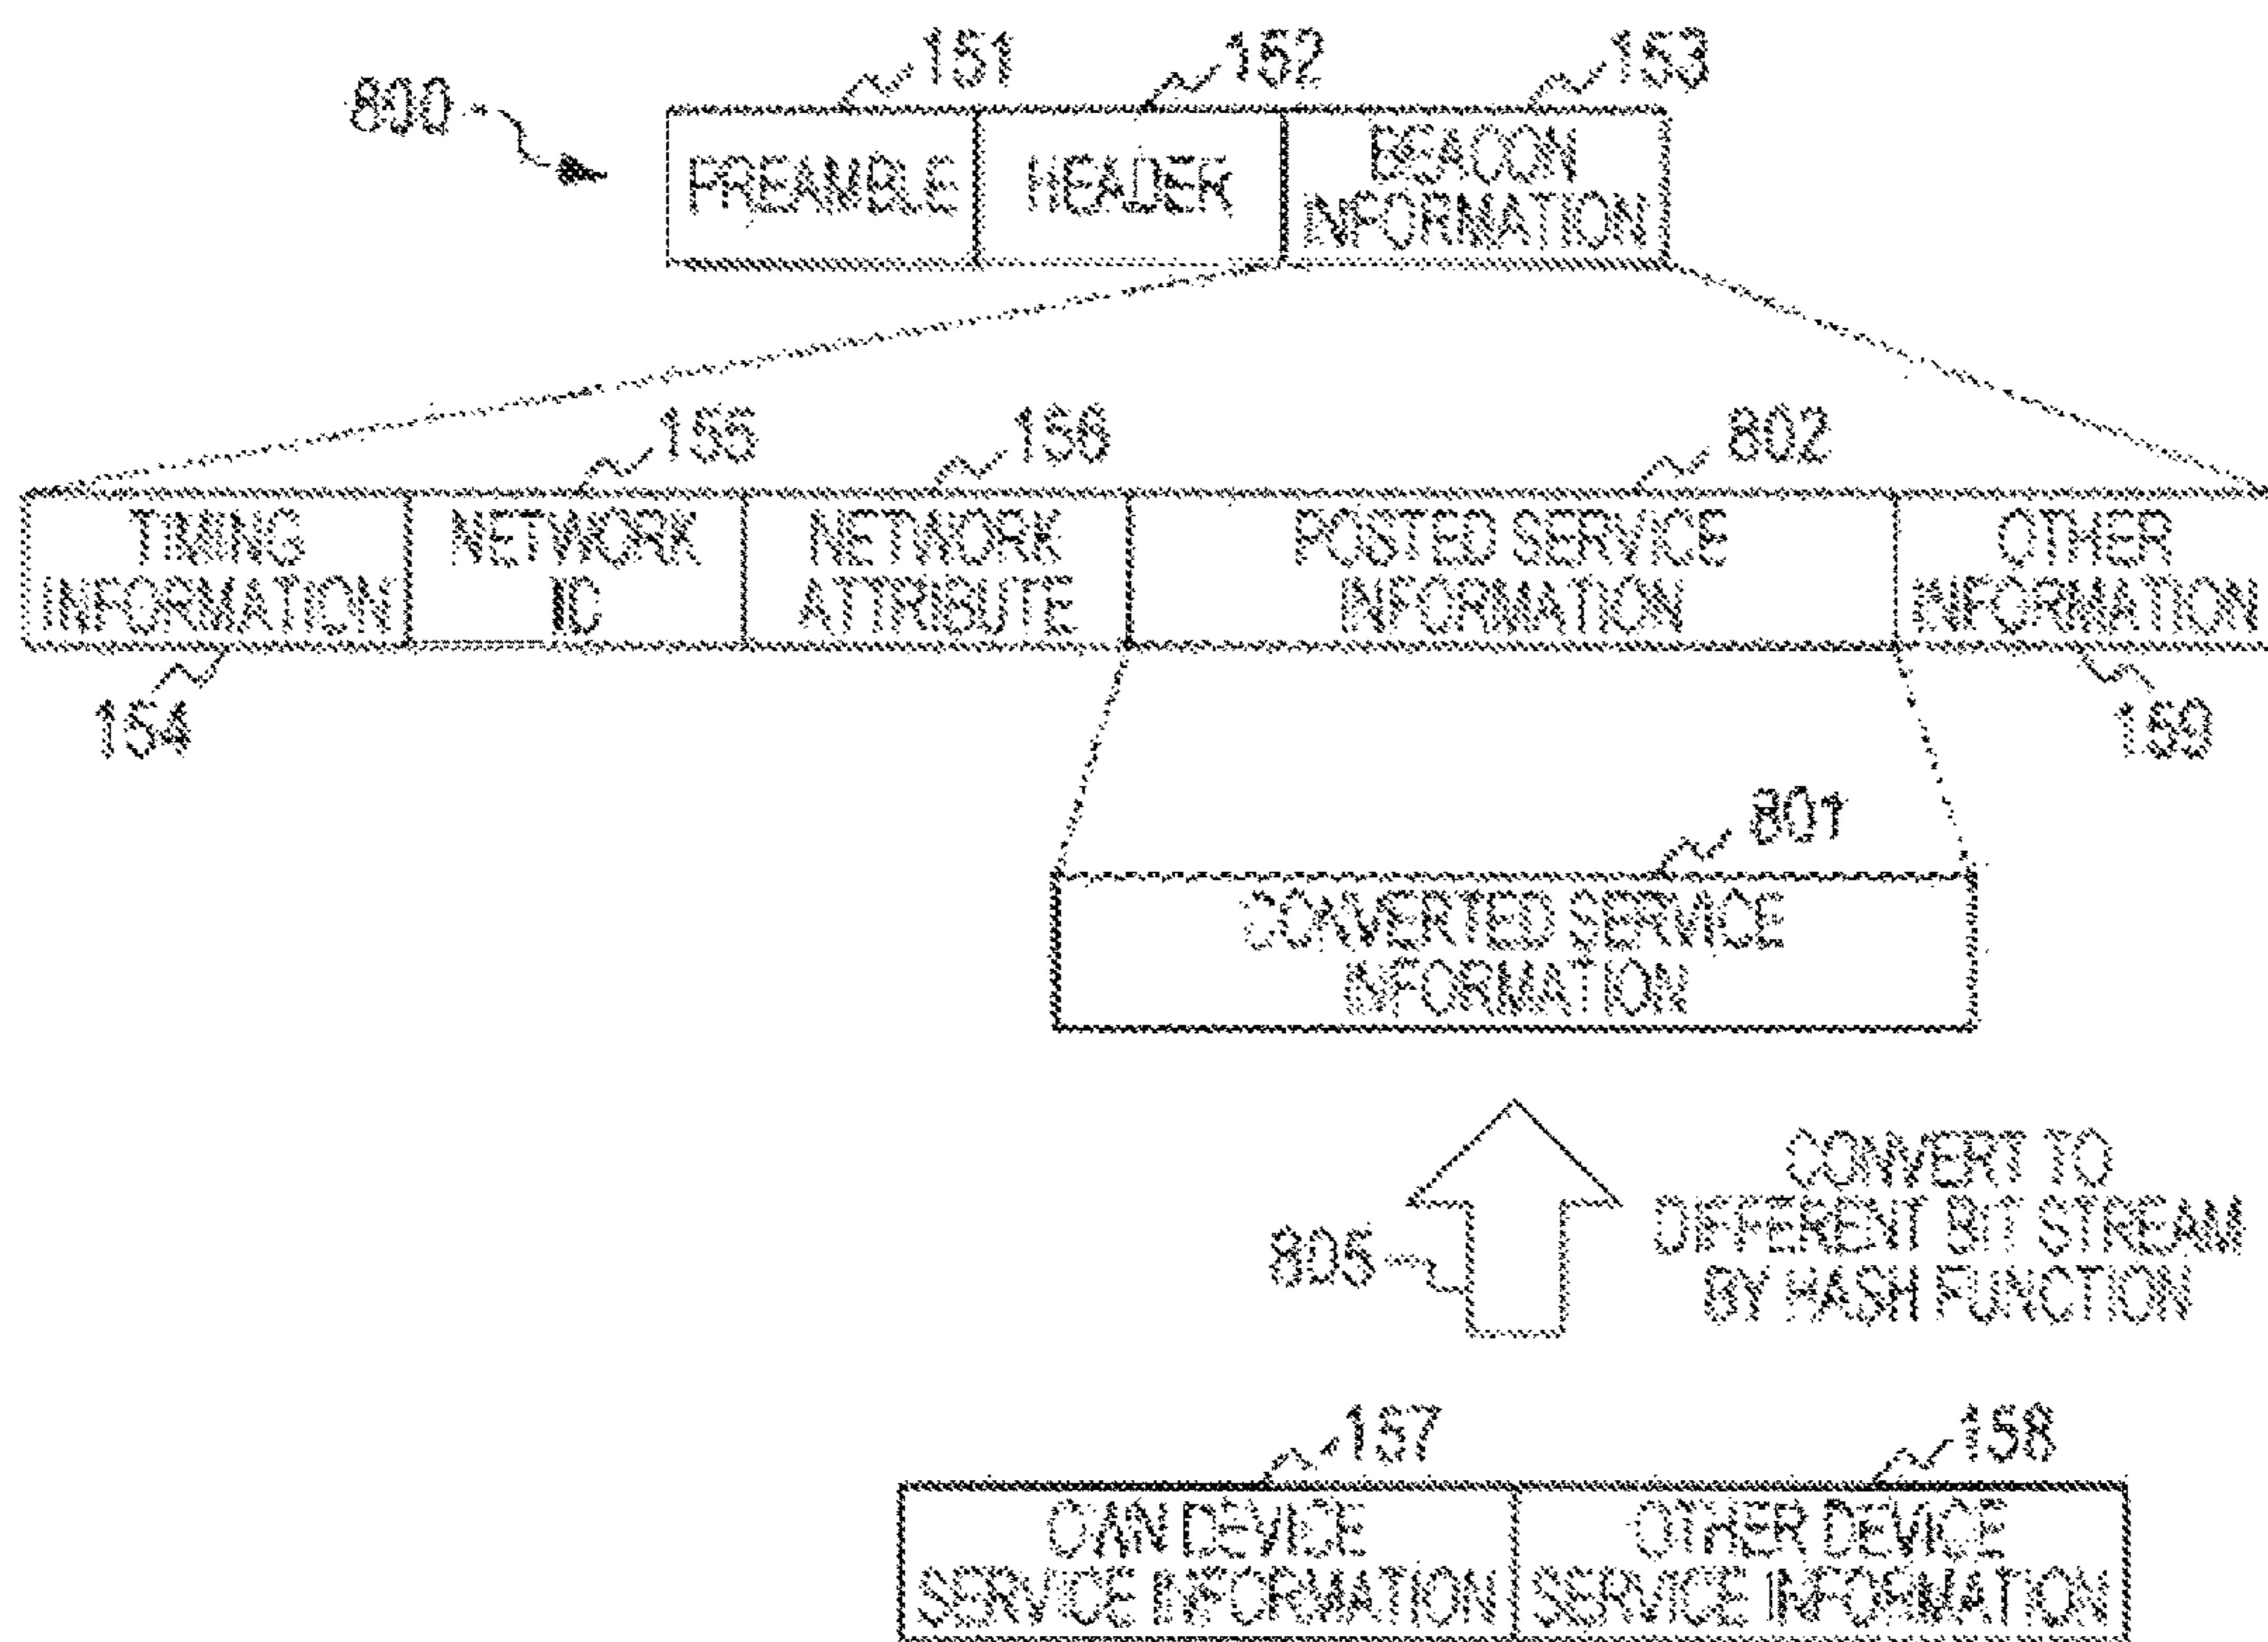 800
151
152
153
PREAMBLE
HEADER
BEACON
INFORMATION
155
156
802
TIMING
INFORMATION
NETWORK
ID
NETWORK
ATTRIBUTE
POSTED SERVICE
INFORMATION
OTHER
INFORMATION
154
159
801
CONVERTED SERVICE
INFORMATION
805
CONVERT TO
DIFFERENT BIT STREAM
BY HASH FUNCTION
157
158
OWN DEVICE
SERVICE INFORMATION
OTHER DEVICE
SERVICE INFORMATION